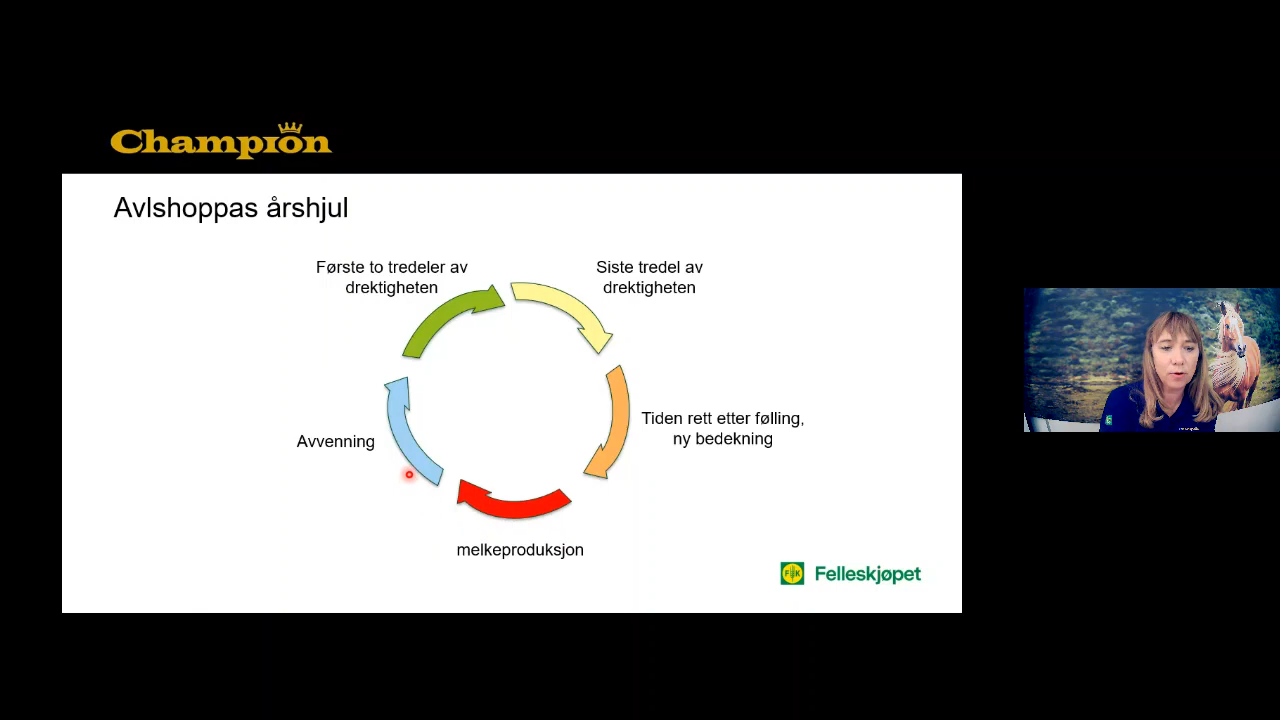 Champion
Avlshoppas årshjul
Første to tredeler av
drektigheten
Siste tredel av
drektigheten
Tiden rett etter følling,
ny bedekning
Avvenning
melkeproduksjon
FK
Felleskjøpet